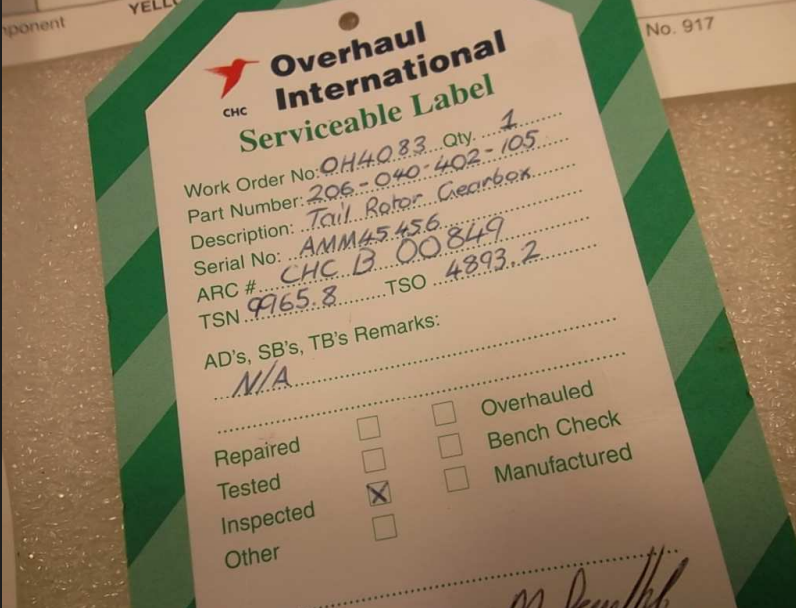 YELL
ponent
No. 917
Overhaul
International
CHC
Serviceable Label
Work Order No: OH4083 Qty. 1
Part Number: 206-040-402-105
Description: Tail Rotor Gearbox
Serial No: AMM45456
ARC # CHC B 00849
TSN 9965.8 TSO 4893.2
AD's, SB's, TB's Remarks:
N/A
Repaired Overhauled
Tested Bench Check
Inspected X Manufactured
Other